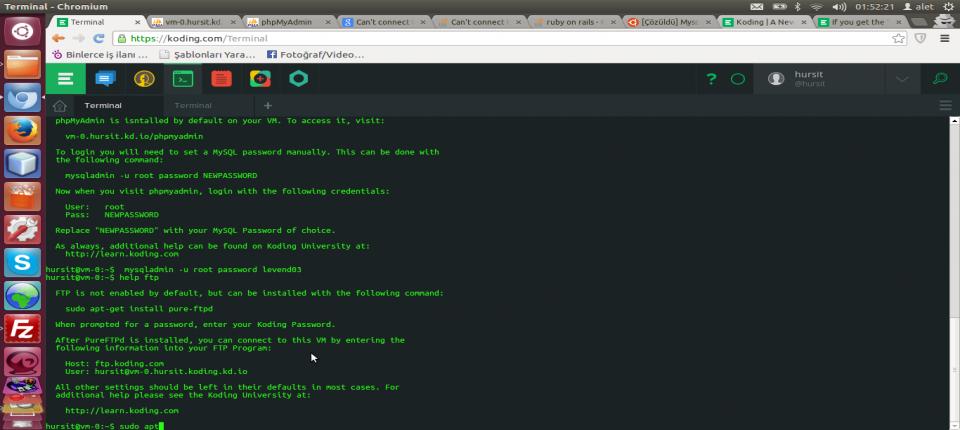 Terminal - Chromium
01:52:21
alet
Terminal
vm-0.hursit.kd.
phpMyAdmin
Can't connect
Can't connect
ruby on rails -
[Çözüldü] Myso
Koding | A New
If you get the "
https://koding.com/Terminal
Binlerce iş ilanı ...
Şablonları Yara...
Fotoğraf/Video...
hursit
@hursit
Terminal
Terminal
phpMyAdmin is isntalled by default on your VM. To access it, visit:
vm-0.hursit.kd.io/phpmyadmin
To login you will need to set a MySQL password manually. This can be done with
the following command:
mysqladmin -u root password NEWPASSWORD
Now when you visit phpmyadmin, login with the following credentials:
User: root
Pass: NEWPASSWORD
Replace "NEWPASSWORD" with your MySQL Password of choice.
As always, additional help can be found on Koding University at:
http://learn.koding.com
hursit@vm-0:~$ mysqladmin -u root password levend03
hursit@vm-0:~$ help ftp
FTP is not enabled by default, but can be installed with the following command:
sudo apt-get install pure-ftpd
When prompted for a password, enter your Koding Password.
After PureFTPd is installed, you can connect to this VM by entering the
following information into your FTP Program:
Host: ftp.koding.com
User: hursit@vm-0.hursit.koding.kd.io
All other settings should be left in their defaults in most cases. For
additional help please see the Koding University at:
http://learn.koding.com
hursit@vm-0:~$ sudo apt